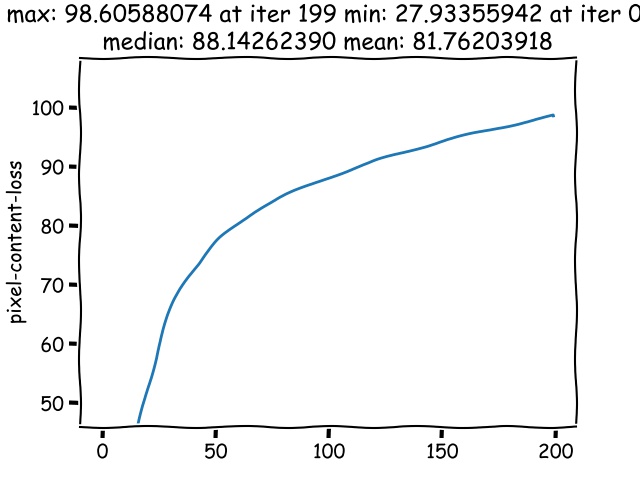 max: 98.60588074 at iter 199 min: 27.93355942 at iter 0
median: 88.14262390 mean: 81.76203918
pixel-content-loss
100
90
80
70
60
50
0 50 100 150 200